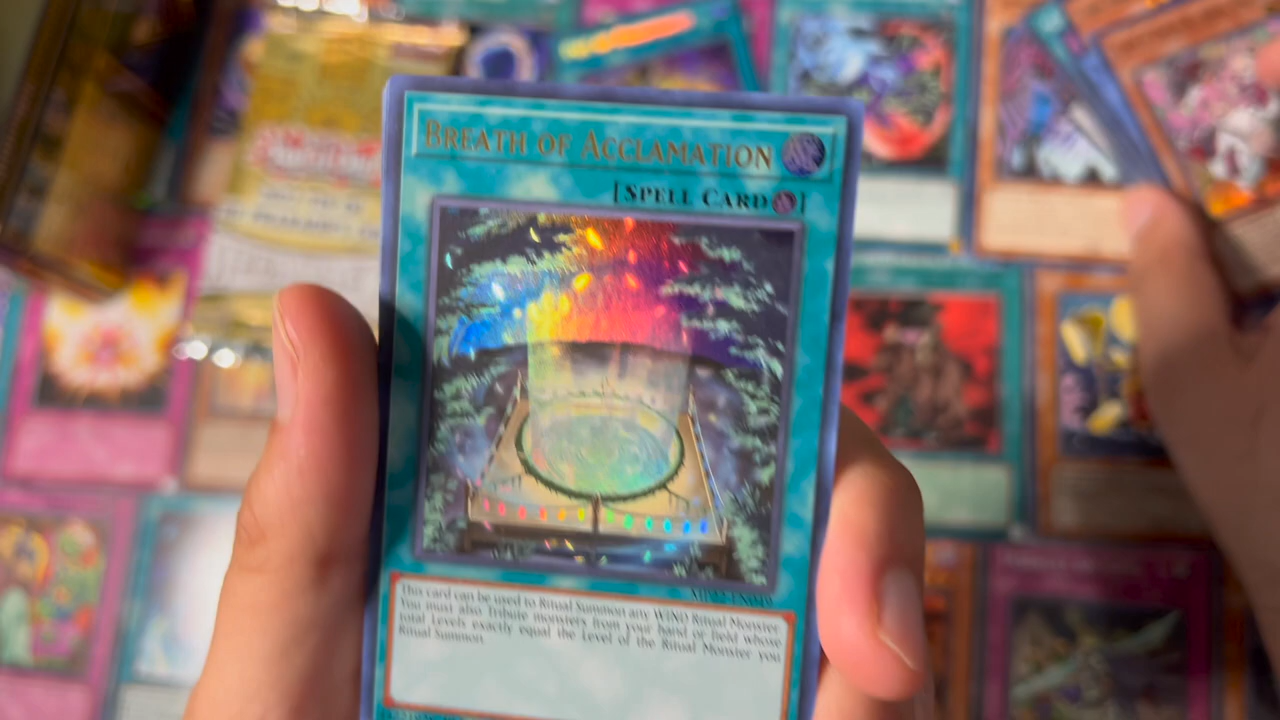 BREATH OF ACCLAMATION
[SPELL CARD]
MP22-EN049
This card can be used to Ritual Summon any WIND Ritual Monster.
You must also Tribute monsters from your hand or field whose
total Levels exactly equal the Level of the Ritual Monster you
Ritual Summon.